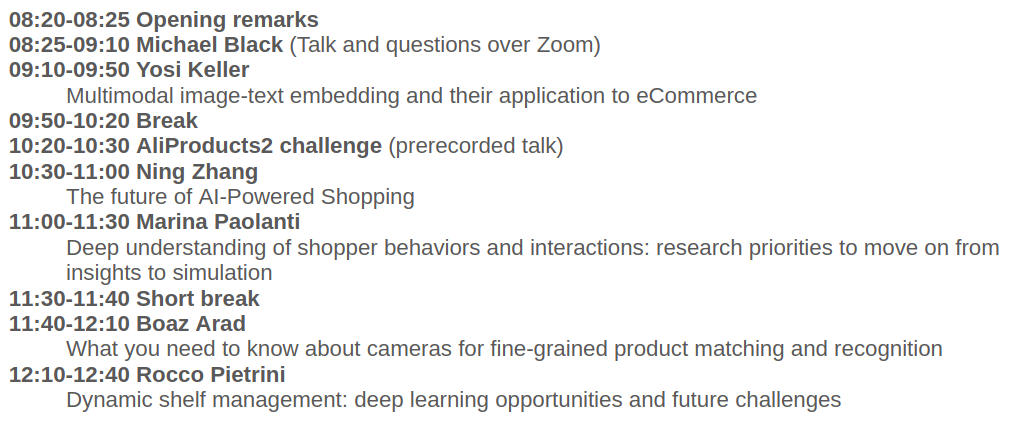 08:20-08:25 Opening remarks
08:25-09:10 Michael Black (Talk and questions over Zoom)
09:10-09:50 Yosi Keller
Multimodal image-text embedding and their application to eCommerce
09:50-10:20 Break
10:20-10:30 AliProducts2 challenge (prerecorded talk)
10:30-11:00 Ning Zhang
The future of AI-Powered Shopping
11:00-11:30 Marina Paolanti
Deep understanding of shopper behaviors and interactions: research priorities to move on from
insights to simulation
11:30-11:40 Short break
11:40-12:10 Boaz Arad
What you need to know about cameras for fine-grained product matching and recognition
12:10-12:40 Rocco Pietrini
Dynamic shelf management: deep learning opportunities and future challenges